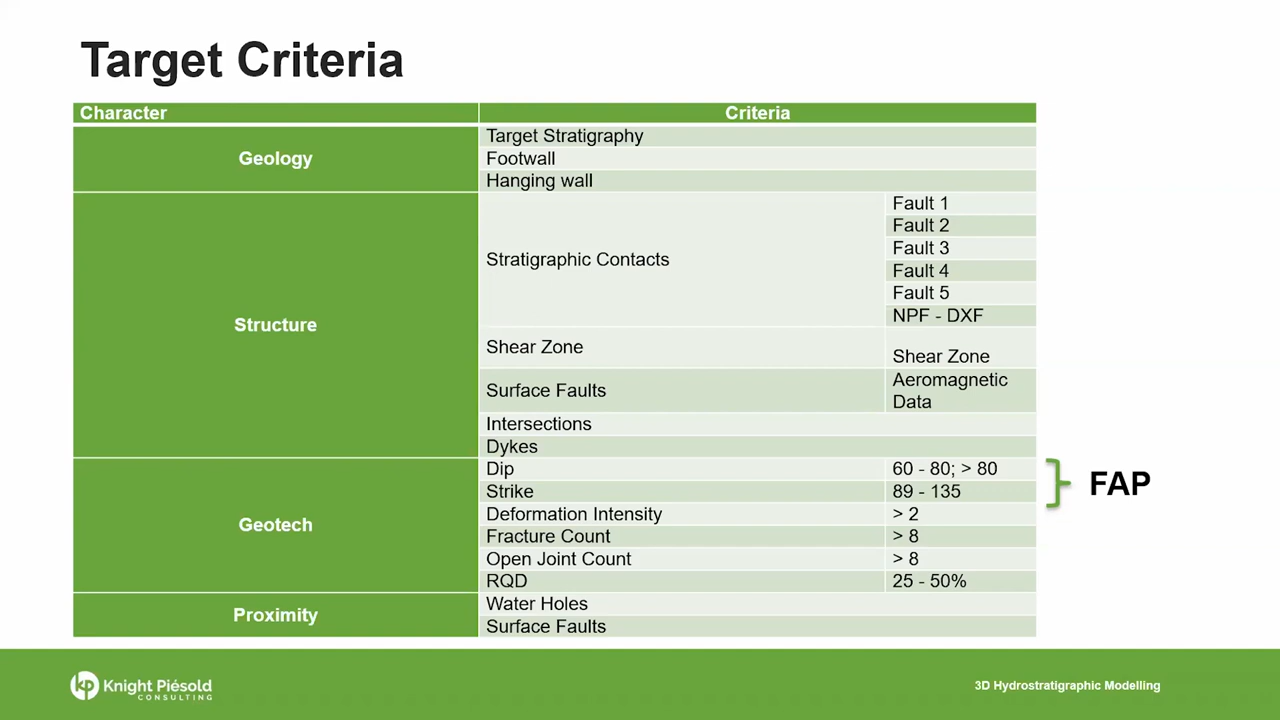 Target Criteria
Character Criteria
Geology
Target Stratigraphy
Footwall
Hanging wall
Structure
Stratigraphic Contacts
Fault 1
Fault 2
Fault 3
Fault 4
Fault 5
NPF - DXF
Shear Zone
Shear Zone
Surface Faults
Aeromagnetic
Data
Intersections
Dykes
Geotech
Dip 60 - 80; > 80
Strike 89 - 135
Deformation Intensity > 2
Fracture Count > 8
Open Joint Count > 8
RQD 25 - 50%
FAP
Proximity
Water Holes
Surface Faults
kp Knight Piésold
CONSULTING
3D Hydrostratigraphic Modelling